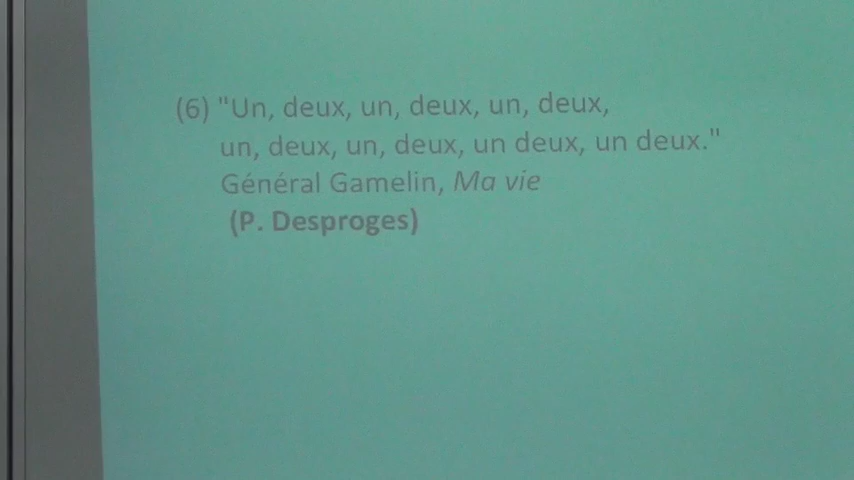 (6) "Un, deux, un, deux, un, deux,
un, deux, un, deux, un deux, un deux."
Général Gamelin, Ma vie
(P. Desproges)